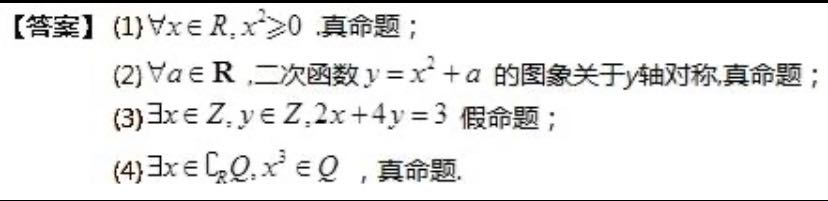 【答案】(1)∀x∈R,x²⩾0 .真命题；
(2)∀a∈R ,二次函数 y=x²+a 的图象关于y轴对称,真命题；
(3)∃x∈Z,y∈Z,2x+4y=3 假命题；
(4)∃x∈∁RQ,x³∈Q ，真命题.